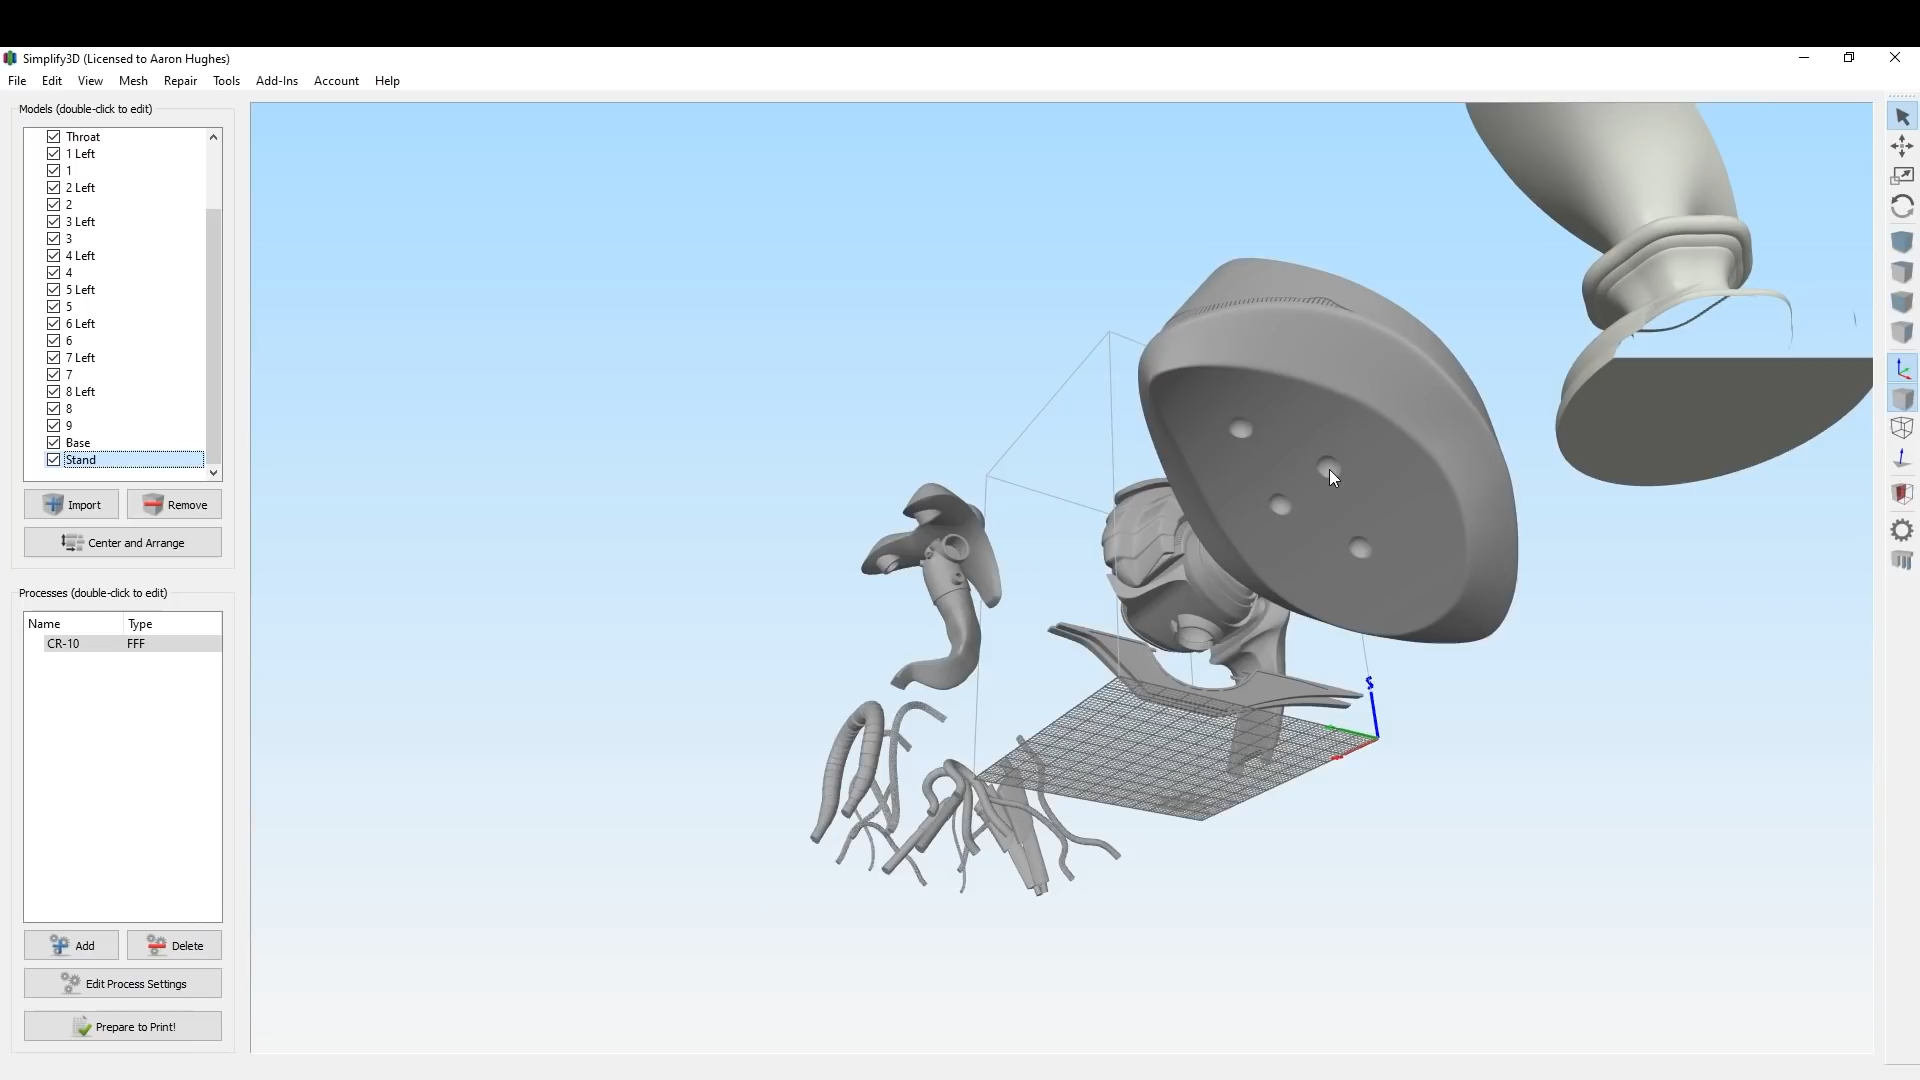 Simplify3D (Licensed to Aaron Hughes)
File Edit View Mesh Repair Tools Add-Ins Account Help
Models (double-click to edit)
Throat
1 Left
1
2 Left
2
3 Left
3
4 Left
4
5 Left
5
6 Left
6
7 Left
7
8 Left
8
9
Base
Stand
Import Remove
Center and Arrange
Processes (double-click to edit)
Name Type
CR-10 FFF
Add Delete
Edit Process Settings
Prepare to Print!